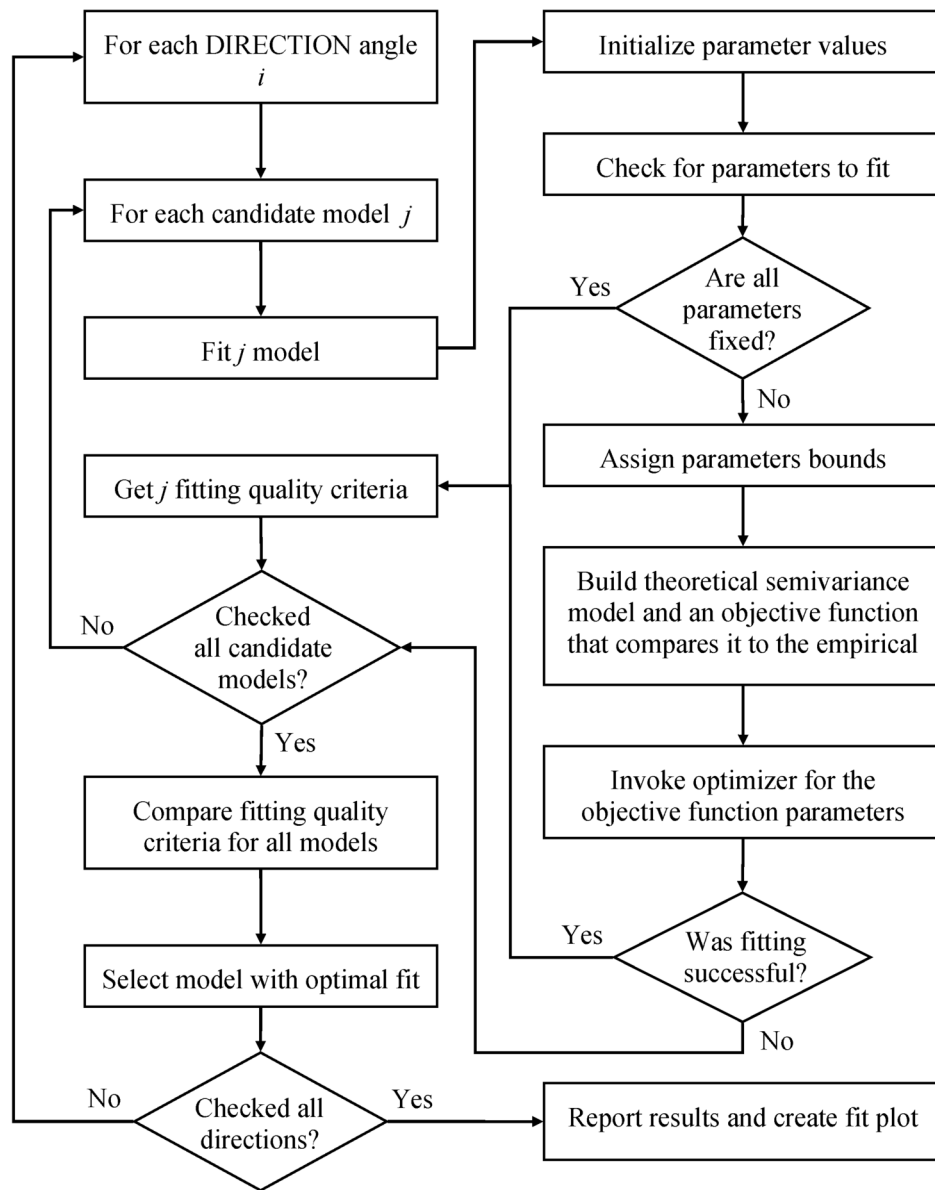 For each DIRECTION angle
i
For each candidate model j
Fit j model
Initialize parameter values
Check for parameters to fit
Are all
parameters
fixed?
Yes
No
Assign parameters bounds
Build theoretical semivariance
model and an objective function
that compares it to the empirical
Invoke optimizer for the
objective function parameters
Was fitting
successful?
Yes
No
Get j fitting quality criteria
Checked
all candidate
models?
No
Yes
Compare fitting quality
criteria for all models
Select model with optimal fit
Checked all
directions?
No
Yes
Report results and create fit plot